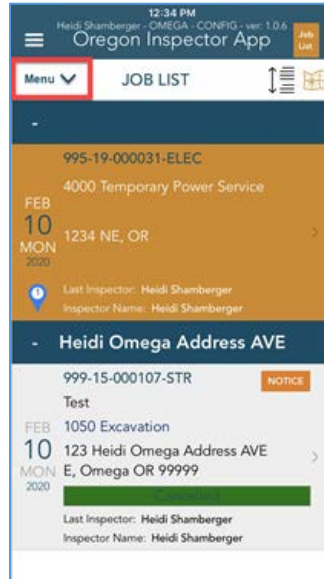 12:34 PM
Heidi Shamberger - OMEGA - CONFIG - ver: 1.0.6
Oregon Inspector App
Job
List
Menu
JOB LIST
-
995-19-000031-ELEC
4000 Temporary Power Service
FEB
10
MON
2020
1234 NE, OR
Last Inspector: Heidi Shamberger
Inspector Name: Heidi Shamberger
- Heidi Omega Address AVE
999-15-000107-STR
NOTICE
Test
FEB
10
MON
2020
1050 Excavation
123 Heidi Omega Address AVE
E, Omega OR 99999
Cancelled
Last Inspector: Heidi Shamberger
Inspector Name: Heidi Shamberger